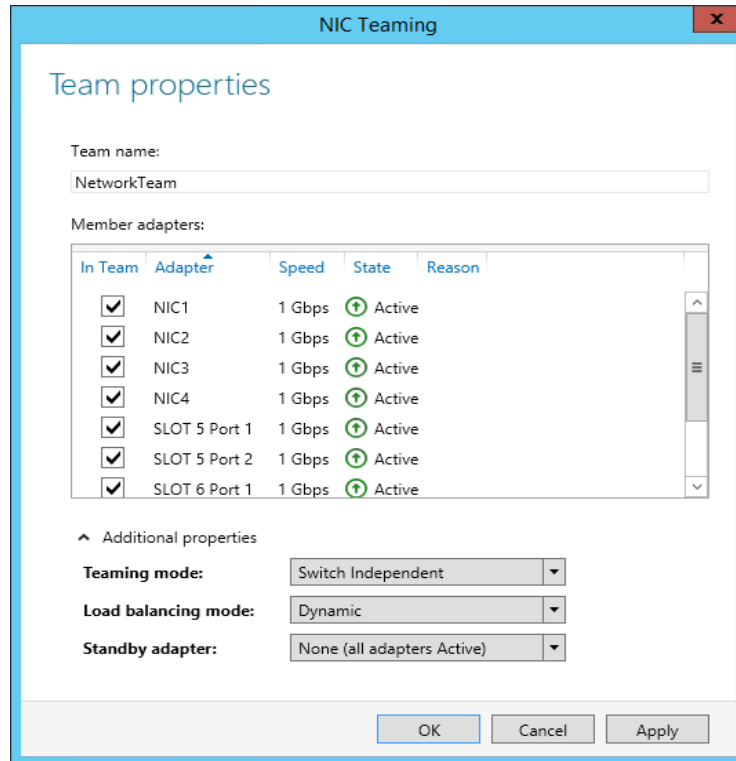 NIC Teaming
x
Team properties
Team name:
NetworkTeam
Member adapters:
In Team Adapter Speed State Reason
NIC1 1 Gbps Active
NIC2 1 Gbps Active
NIC3 1 Gbps Active
NIC4 1 Gbps Active
SLOT 5 Port 1 1 Gbps Active
SLOT 5 Port 2 1 Gbps Active
SLOT 6 Port 1 1 Gbps Active
Additional properties
Teaming mode: Switch Independent
Load balancing mode: Dynamic
Standby adapter: None (all adapters Active)
OK Cancel Apply